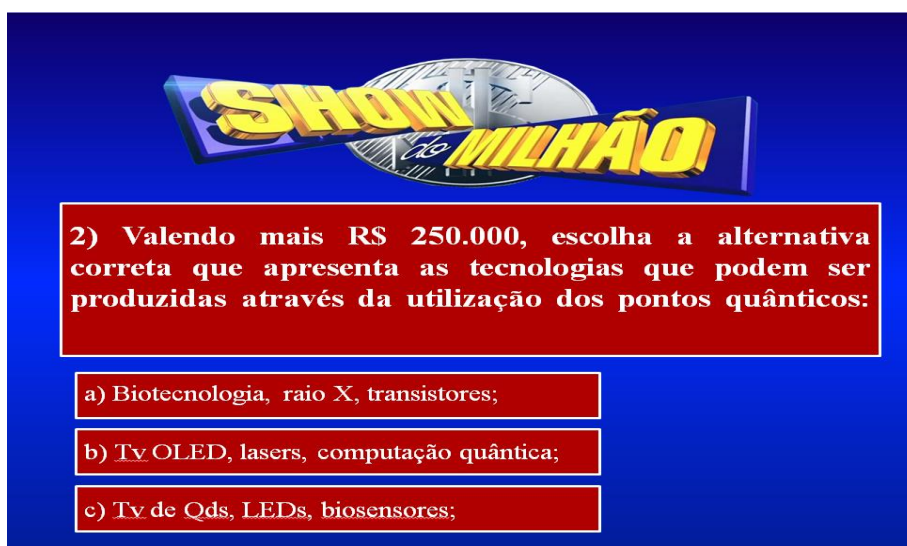 SHOW
do MILHÃO
2) Valendo mais R$ 250.000, escolha a alternativa
correta que apresenta as tecnologias que podem ser
produzidas através da utilização dos pontos quânticos:
a) Biotecnologia, raio X, transistores;
b) Tv OLED, lasers, computação quântica;
c) Tv de Qds, LEDs, biosensores;